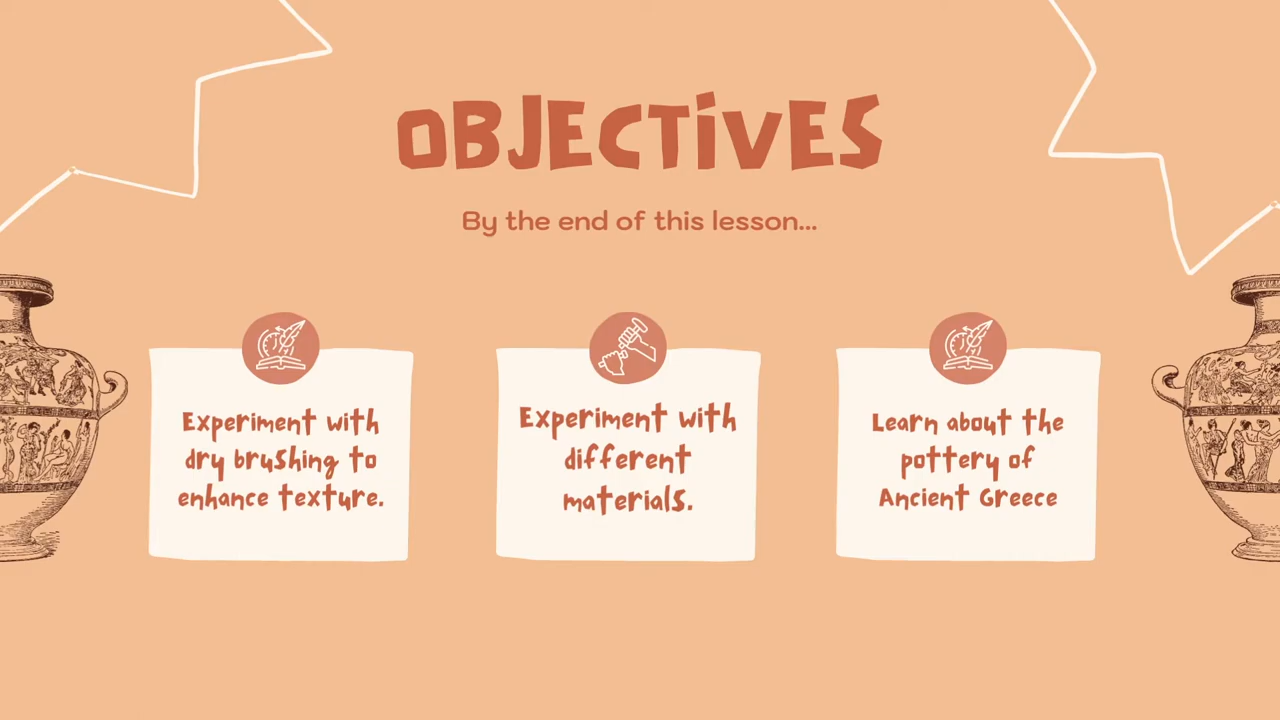 OBJECTIVES
By the end of this lesson...
Experiment with
dry brushing to
enhance texture.
Experiment with
different
materials.
Learn about the
pottery of
Ancient Greece